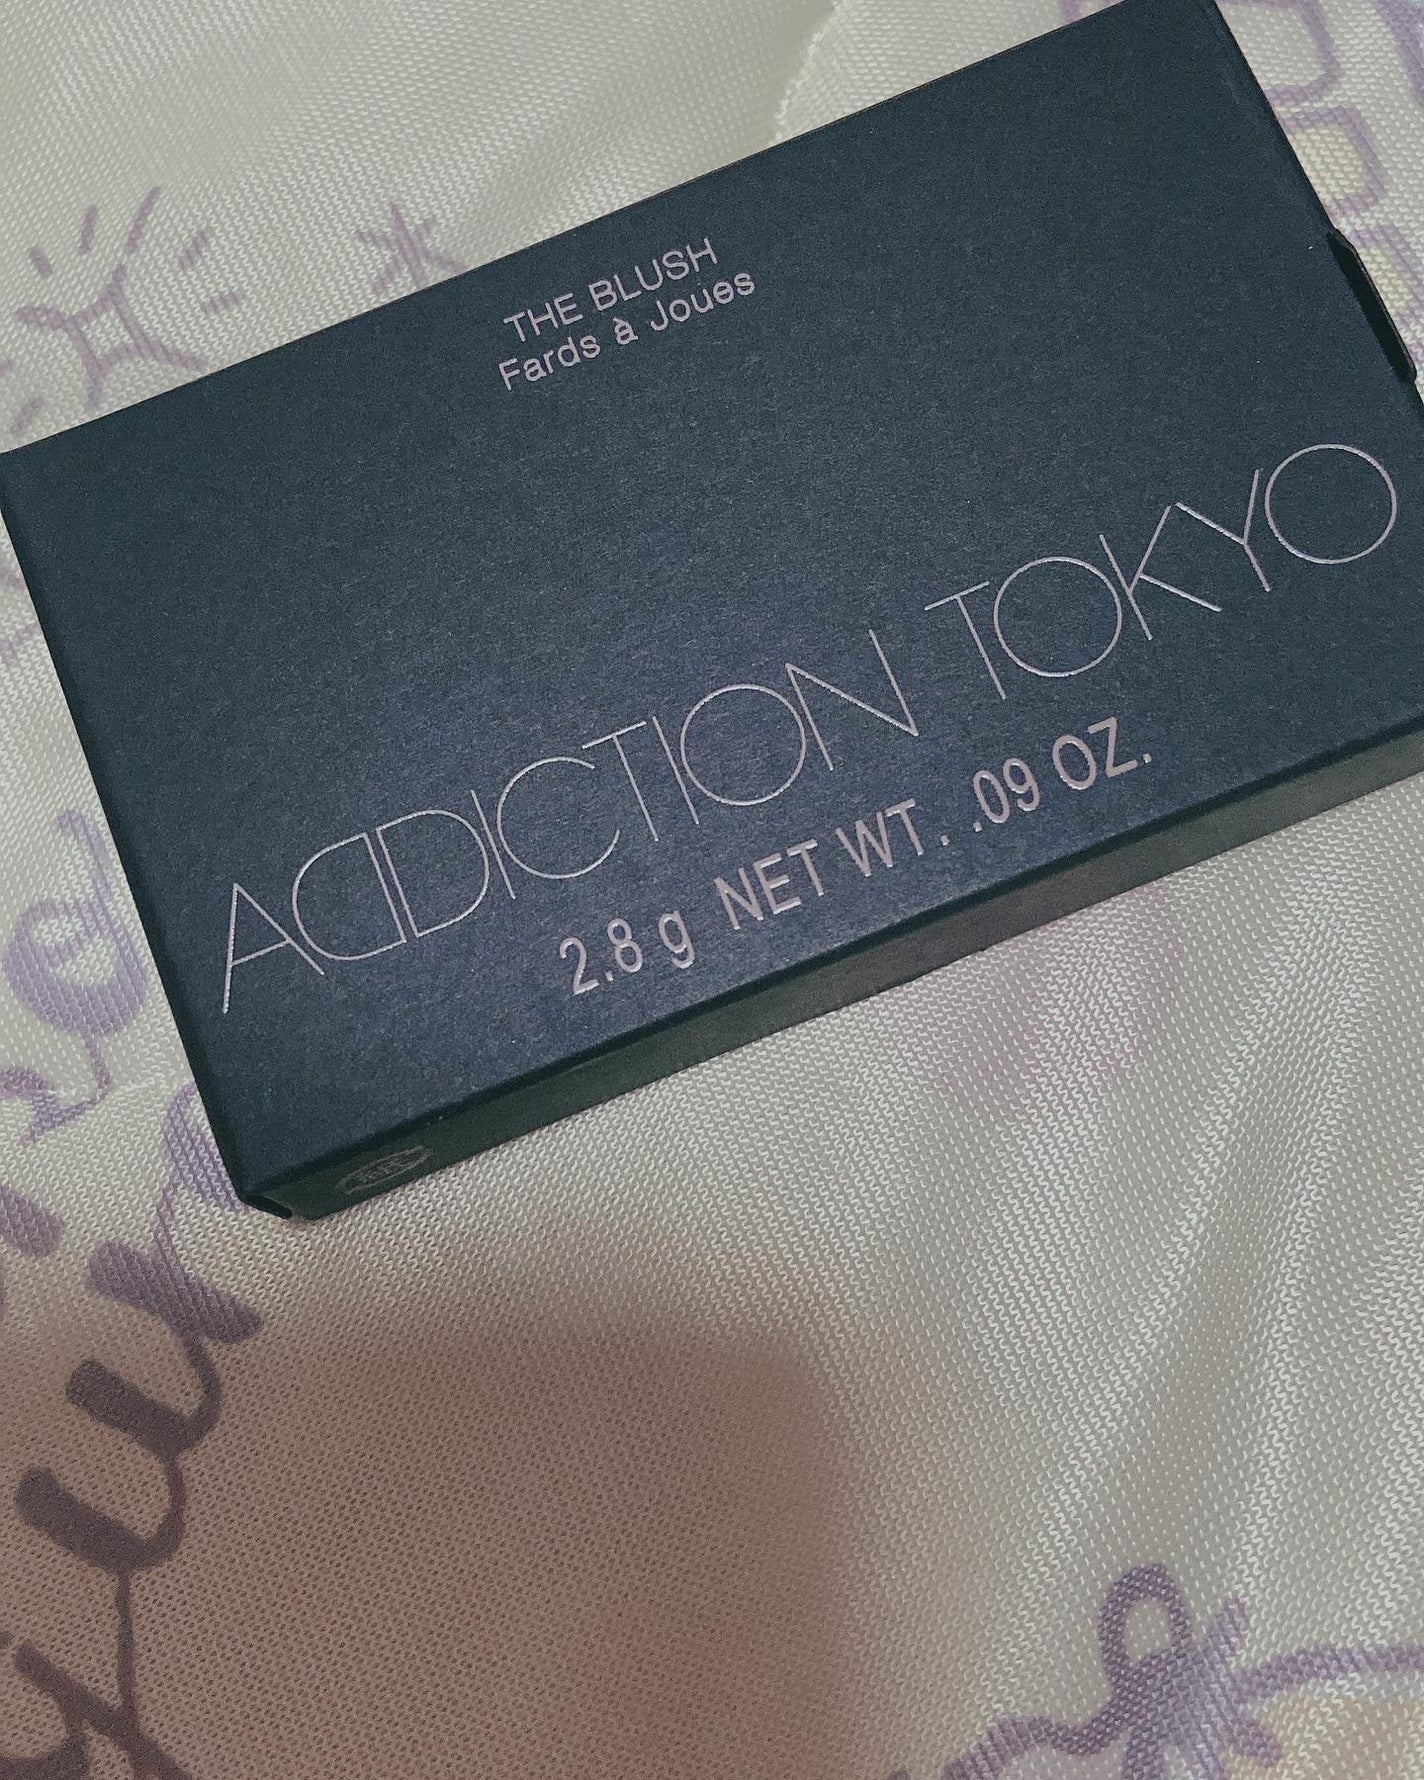 THE BLUSH
Fards à Joues
ADDICTION TOKYO
2.8 g NET WT. .09 OZ.